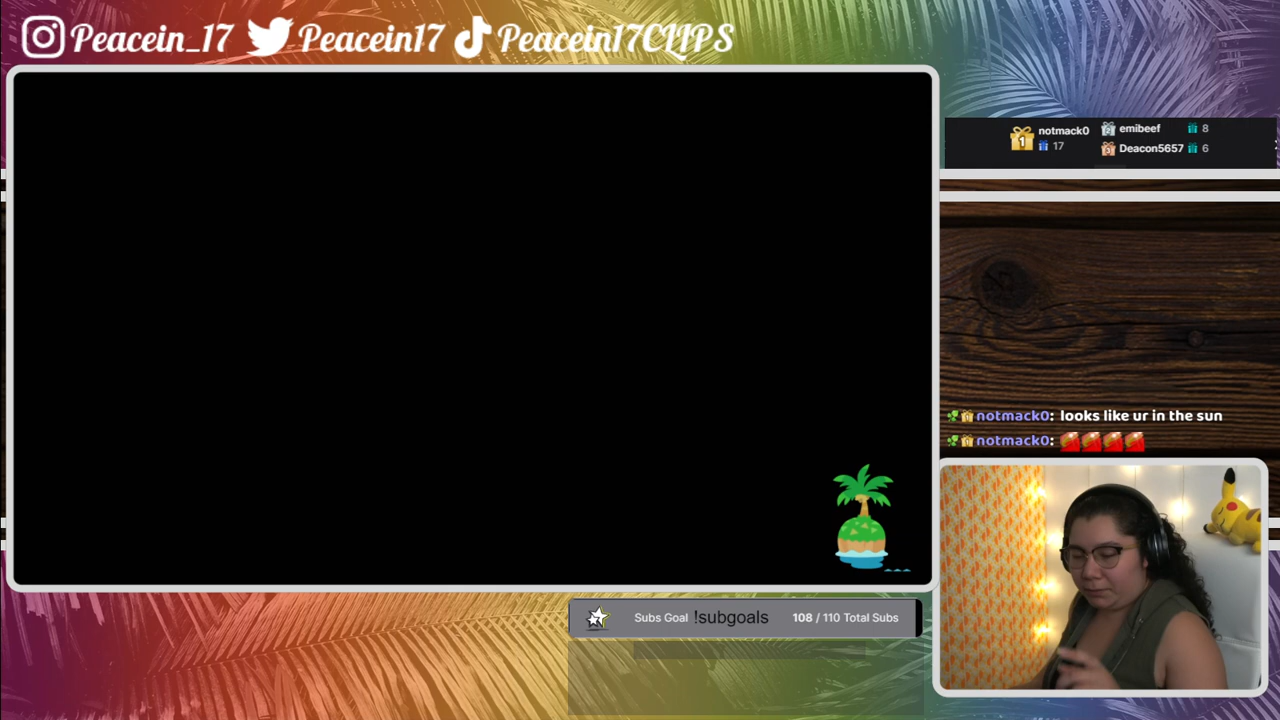 Peacein_17 Peacein17 Peacein17CLIPS
1 notmack0 17
emibeef 8
Deacon5657 6
notmack0: looks like ur in the sun
notmack0:
Subs Goal !subgoals 108 / 110 Total Subs